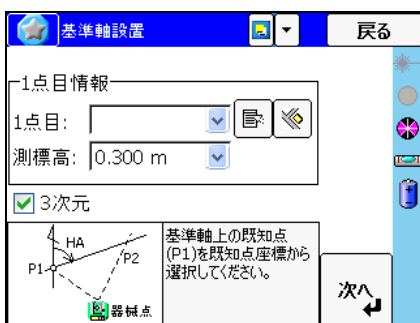 基準軸設置
戻る
1点目情報
1点目:
測標高: 0.300 m
3次元
HA
P1
P2
器械点
基準軸上の既知点
(P1)を既知点座標から
選択してください。
次へ